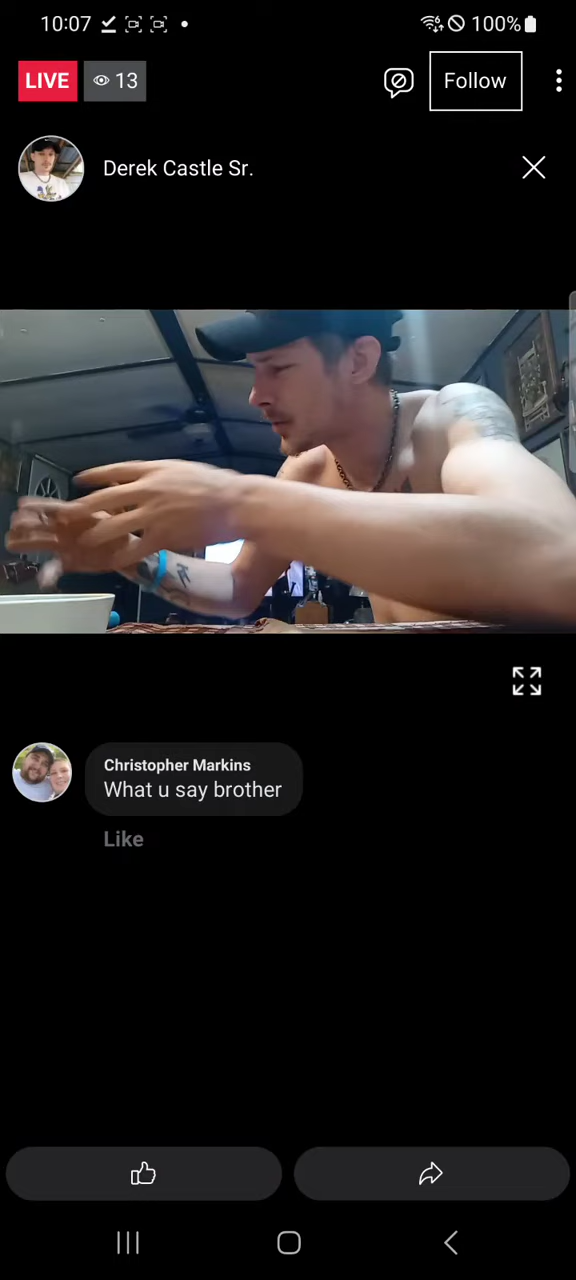 10:07
100%
LIVE
13
Follow
Derek Castle Sr.
Christopher Markins
What u say brother
Like